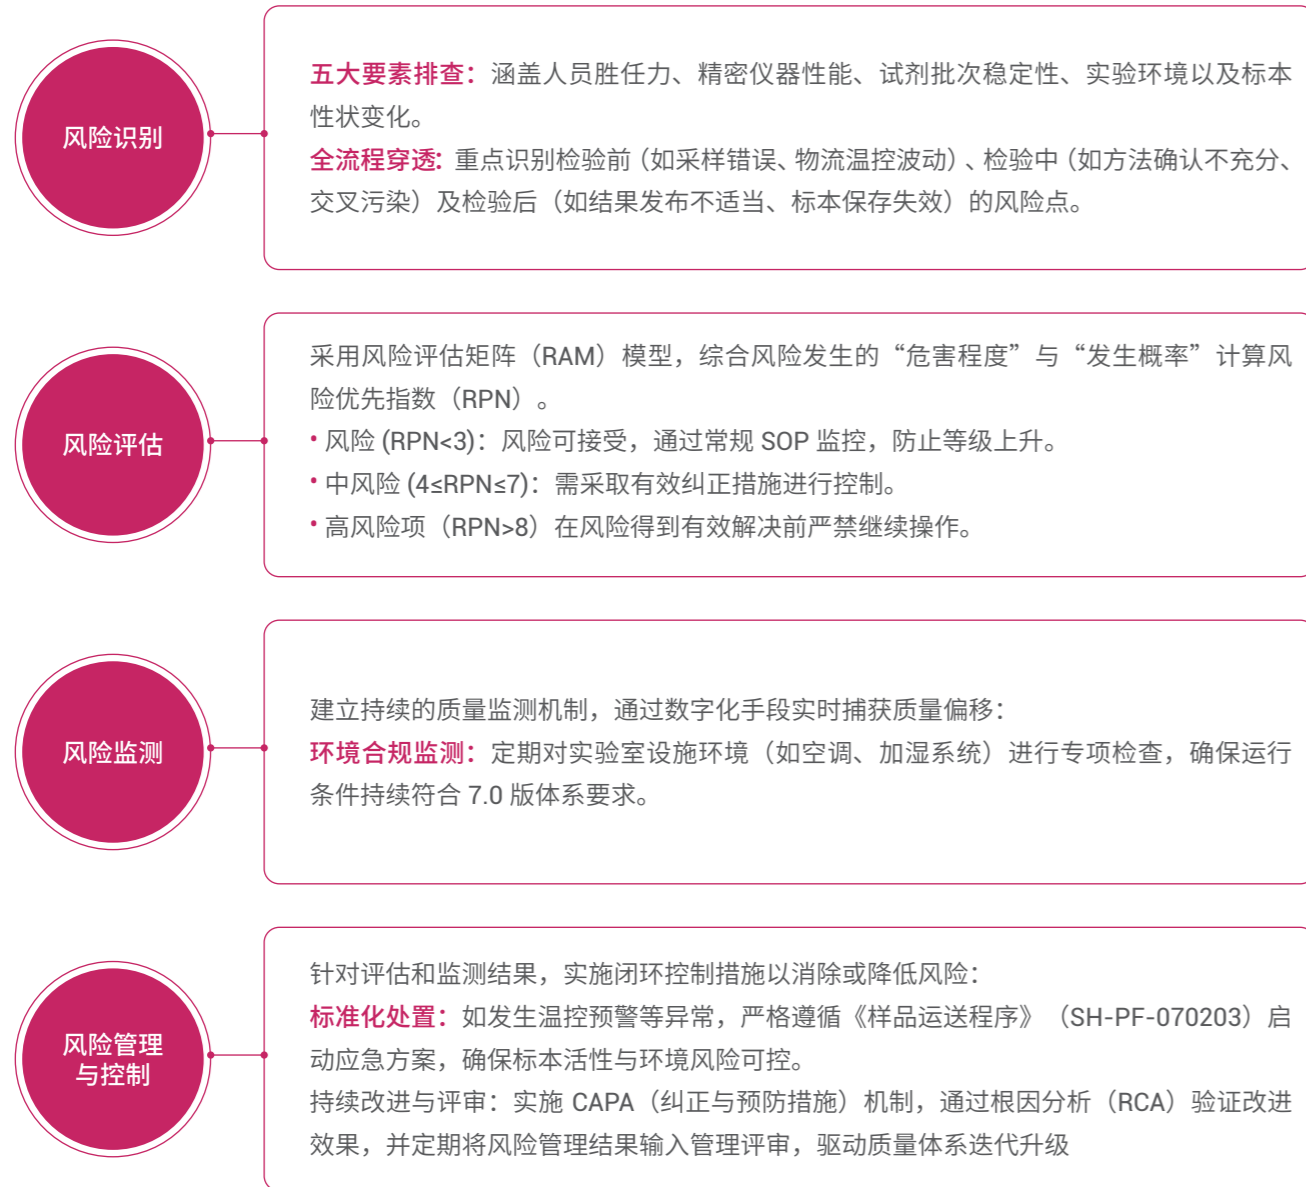 风险识别
五大要素排查：涵盖人员胜任力、精密仪器性能、试剂批次稳定性、实验环境以及标本
性状变化。
全流程穿透：重点识别检验前（如采样错误、物流温控波动）、检验中（如方法确认不充分、
交叉污染）及检验后（如结果发布不适当、标本保存失效）的风险点。
风险评估
采用风险评估矩阵（RAM）模型，综合风险发生的“危害程度”与“发生概率”计算风
险优先指数（RPN）。
• 风险 (RPN<3)：风险可接受，通过常规 SOP 监控，防止等级上升。
• 中风险 (4≤RPN≤7)：需采取有效纠正措施进行控制。
• 高风险项（RPN>8）在风险得到有效解决前严禁继续操作。
风险监测
建立持续的质量监测机制，通过数字化手段实时捕获质量偏移：
环境合规监测：定期对实验室设施环境（如空调、加湿系统）进行专项检查，确保运行
条件持续符合 7.0 版体系要求。
风险管理
与控制
针对评估和监测结果，实施闭环控制措施以消除或降低风险：
标准化处置：如发生温控预警等异常，严格遵循《样品运送程序》（SH-PF-070203）启
动应急方案，确保标本活性与环境风险可控。
持续改进与评审：实施 CAPA（纠正与预防措施）机制，通过根因分析（RCA）验证改进
效果，并定期将风险管理结果输入管理评审，驱动质量体系迭代升级